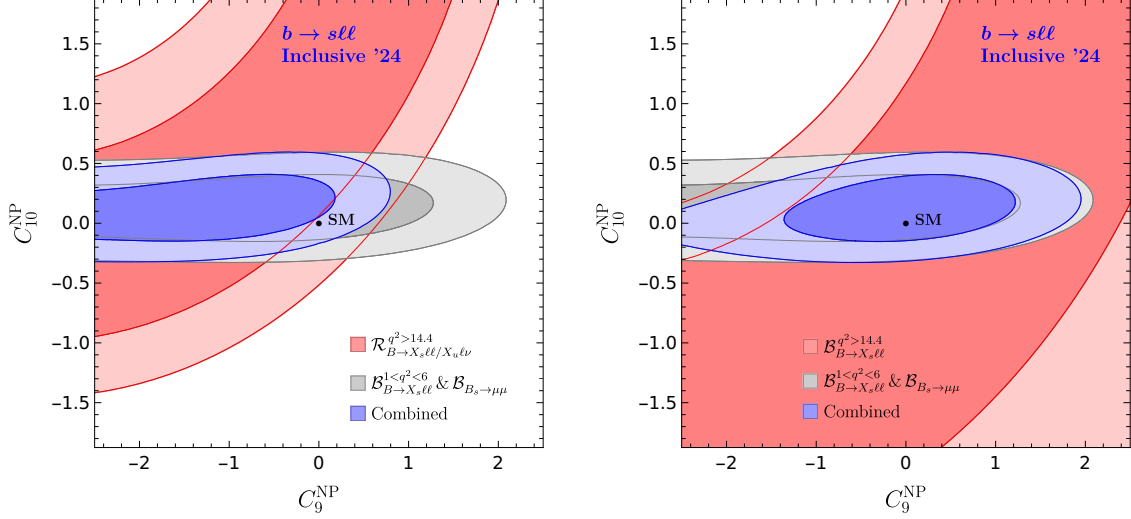 b → sℓℓ
Inclusive ’24
1.5
1.0
0.5
0.0
−0.5
−1.0
−1.5
C_10^NP
SM
R_{B→X_sℓℓ/X_uℓν}^{q²>14.4}
B_{B→X_sℓℓ}^{1<q²<6} & B_{B_s→μμ}
Combined
−2 −1 0 1 2
C_9^NP
b → sℓℓ
Inclusive ’24
1.5
1.0
0.5
0.0
−0.5
−1.0
−1.5
C_10^NP
SM
B_{B→X_sℓℓ}^{q²>14.4}
B_{B→X_sℓℓ}^{1<q²<6} & B_{B_s→μμ}
Combined
−2 −1 0 1 2
C_9^NP